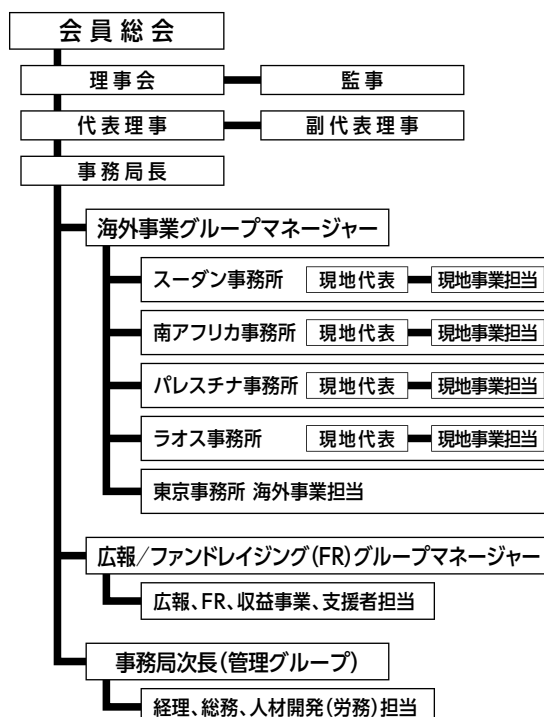 会員総会
理事会 監事
代表理事 副代表理事
事務局長
海外事業グループマネージャー
スーダン事務所 現地代表 現地事業担当
南アフリカ事務所 現地代表 現地事業担当
パレスチナ事務所 現地代表 現地事業担当
ラオス事務所 現地代表 現地事業担当
東京事務所 海外事業担当
広報/ファンドレイジング(FR)グループマネージャー
広報、FR、収益事業、支援者担当
事務局次長(管理グループ)
経理、総務、人材開発(労務)担当